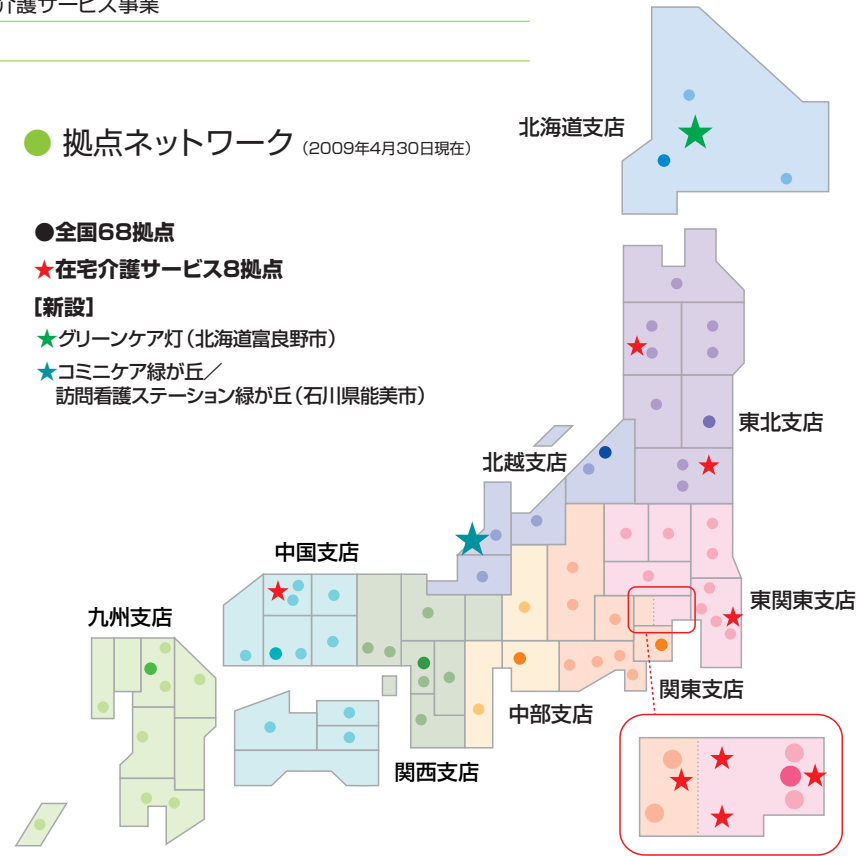 介護サービス事業
● 拠点ネットワーク (2009年4月30日現在)
●全国68拠点
★在宅介護サービス8拠点
[新設]
★グリーンケア灯(北海道富良野市)
★コミニケア緑が丘/
訪問看護ステーション緑が丘(石川県能美市)
北海道支店
東北支店
北越支店
中国支店
九州支店
東関東支店
関東支店
中部支店
関西支店